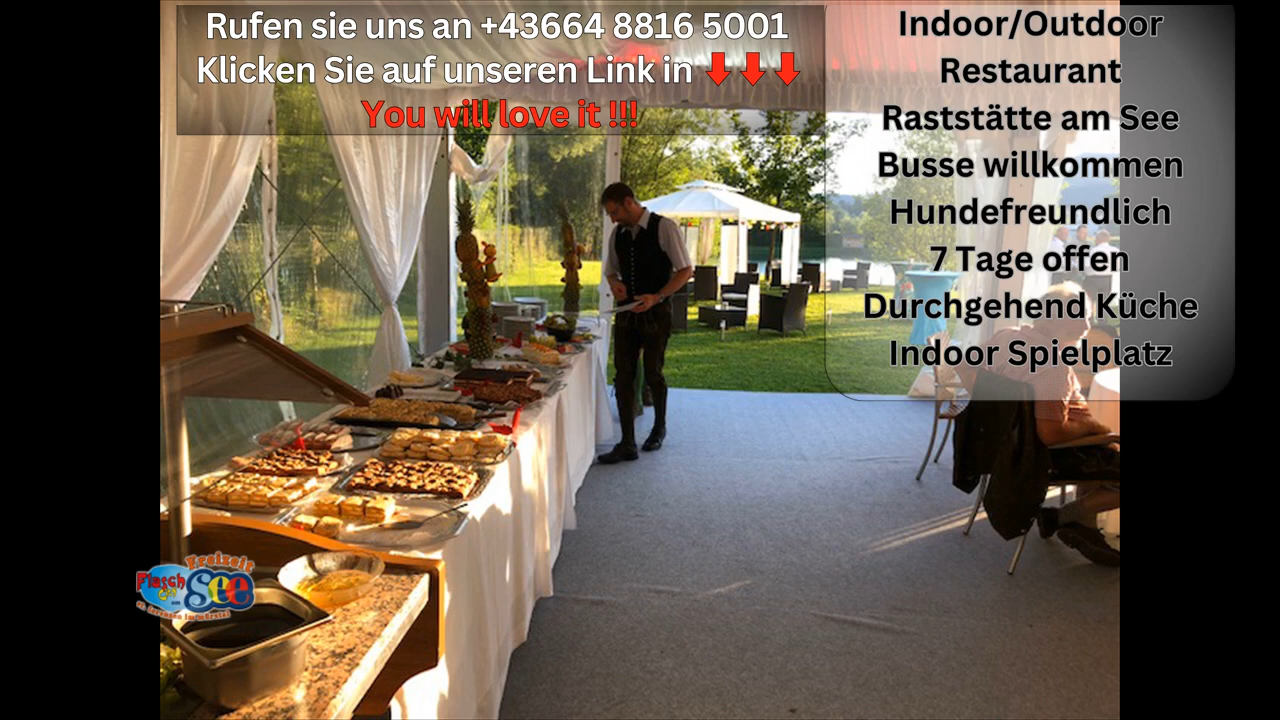 Rufen sie uns an +43664 8816 5001
Klicken Sie auf unseren Link in
You will love it !!!
Indoor/Outdoor
Restaurant
Raststätte am See
Busse willkommen
Hundefreundlich
7 Tage offen
Durchgehend Küche
Indoor Spielplatz
Freizeit
See
am